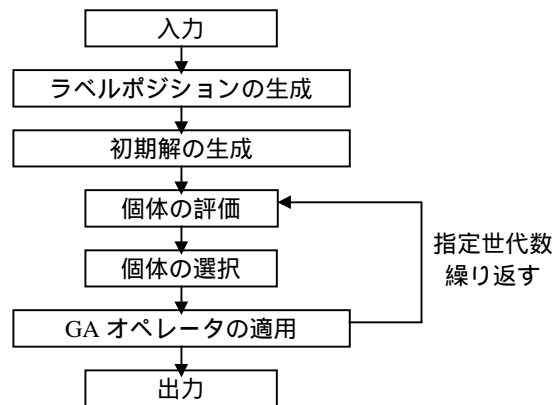 入力
ラベルポジションの生成
初期解の生成
個体の評価
個体の選択
GA オペレータの適用
出力
指定世代数
繰り返す